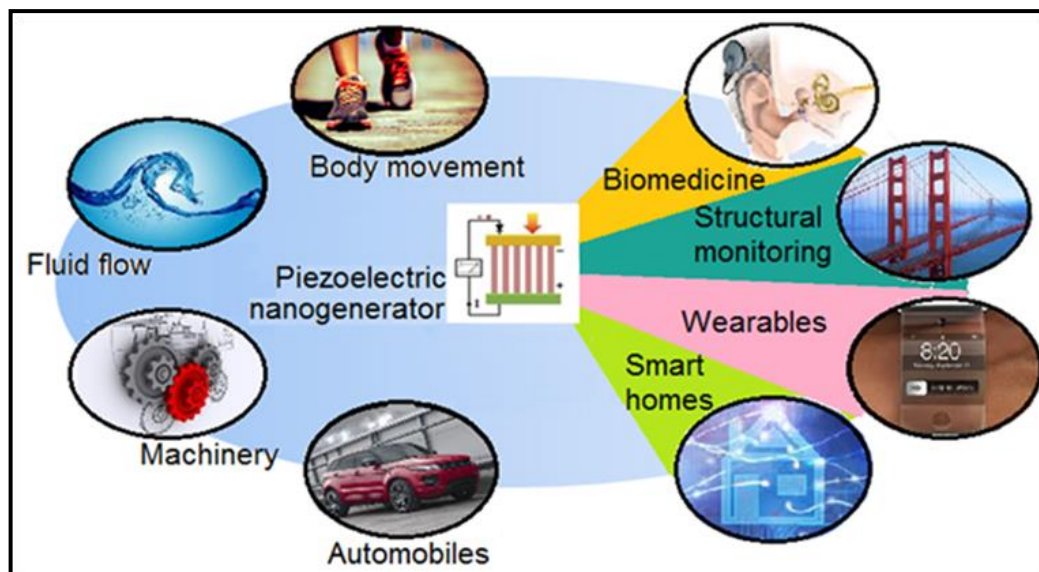 Body movement
Fluid flow
Machinery
Automobiles
Piezoelectric
nanogenerator
Biomedicine
Structural
monitoring
Wearables
8:20
Smart
homes